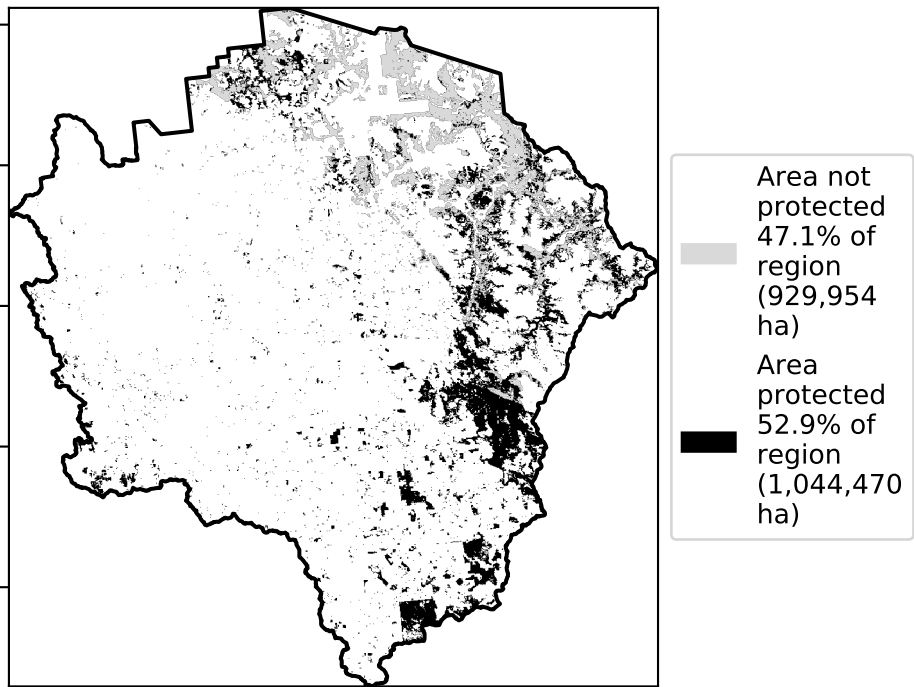 Area not
protected
47.1% of
region
(929,954
ha)
Area
protected
52.9% of
region
(1,044,470
ha)